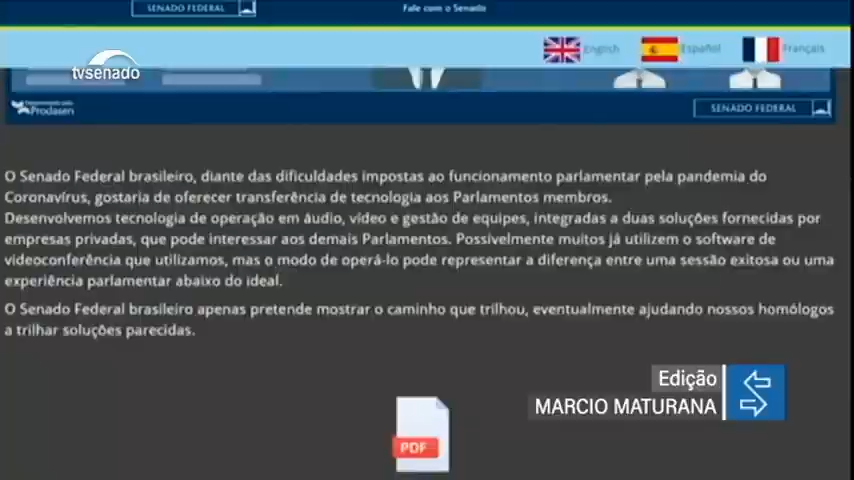 SENADO FEDERAL
Fale com o Senado
English
Español
Français
tvsenado
Prodasen
SENADO FEDERAL
O Senado Federal brasileiro, diante das dificuldades impostas ao funcionamento parlamentar pela pandemia do
Coronavírus, gostaria de oferecer transferência de tecnologia aos Parlamentos membros.
Desenvolvemos tecnologia de operação em áudio, vídeo e gestão de equipes, integradas a duas soluções fornecidas por
empresas privadas, que pode interessar aos demais Parlamentos. Possivelmente muitos já utilizem o software de
videoconferência que utilizamos, mas o modo de operá-lo pode representar a diferença entre uma sessão exitosa ou uma
experiência parlamentar abaixo do ideal.
O Senado Federal brasileiro apenas pretende mostrar o caminho que trilhou, eventualmente ajudando nossos homólogos
a trilhar soluções parecidas.
Edição
MARCIO MATURANA
PDF